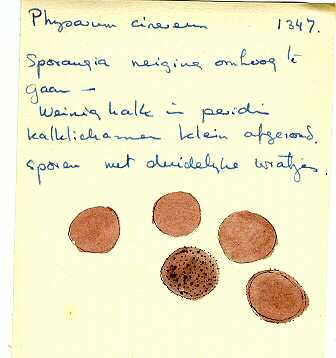 Physarum cinereum 1347.
Sporangia neiging omhoog te
gaan –
Weinig kalk in peridi
kalklichamen klein afgerond.
sporen met duidelijke wratjes.